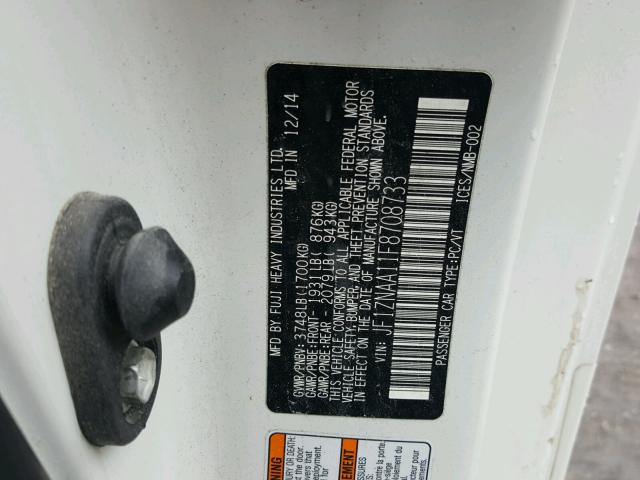 MFD BY FUJI HEAVY INDUSTRIES LTD.
MFD IN 12/14
GVWR/PNBV: 3748LB(1700KG)
GAWR/PNBE:FRONT- 1931LB( 876KG)
GAWR/PNBE:REAR - 2079LB( 943KG)
THIS VEHICLE CONFORMS TO ALL APPLICABLE FEDERAL MOTOR
VEHICLE SAFETY,BUMPER, AND THEFT PREVENTION STANDARDS
IN EFFECT ON THE DATE OF MANUFACTURE SHOWN ABOVE.
VIN: JF1ZNAA11F8708733
PASSENGER CAR TYPE:PC/VT ICES/NMB-002
INJURY OR DEATH: